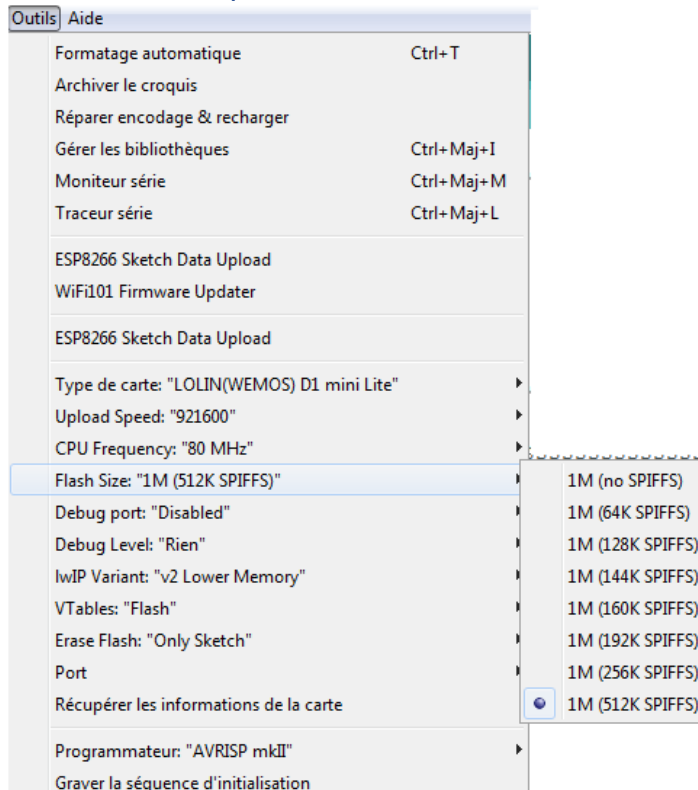 Outils Aide
Formatage automatique Ctrl+T
Archiver le croquis
Réparer encodage & recharger
Gérer les bibliothèques Ctrl+Maj+I
Moniteur série Ctrl+Maj+M
Traceur série Ctrl+Maj+L
ESP8266 Sketch Data Upload
WiFi101 Firmware Updater
ESP8266 Sketch Data Upload
Type de carte: "LOLIN(WEMOS) D1 mini Lite"
Upload Speed: "921600"
CPU Frequency: "80 MHz"
Flash Size: "1M (512K SPIFFS)"
Debug port: "Disabled"
Debug Level: "Rien"
lwIP Variant: "v2 Lower Memory"
VTables: "Flash"
Erase Flash: "Only Sketch"
Port
Récupérer les informations de la carte
Programmateur: "AVRISP mkII"
Graver la séquence d'initialisation
1M (no SPIFFS)
1M (64K SPIFFS)
1M (128K SPIFFS)
1M (144K SPIFFS)
1M (160K SPIFFS)
1M (192K SPIFFS)
1M (256K SPIFFS)
1M (512K SPIFFS)